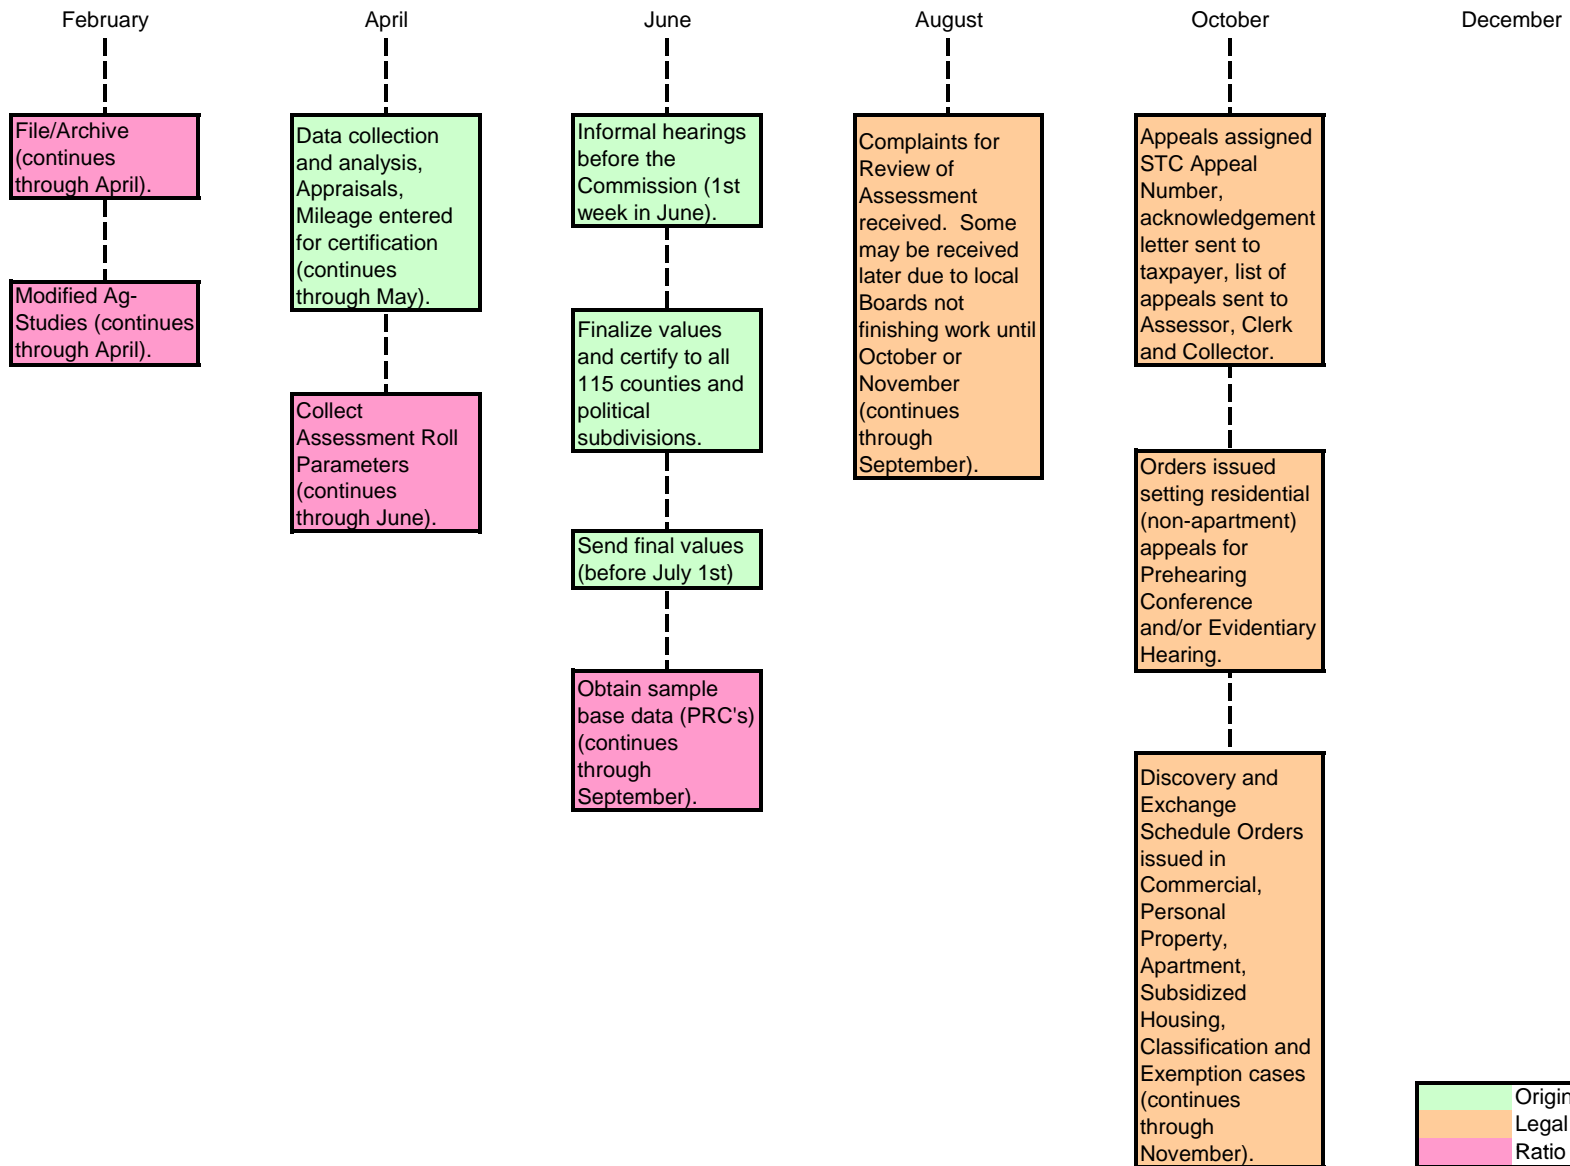 February
April
June
August
October
December
File/Archive
(continues
through April).
Modified Ag-
Studies (continues
through April).
Data collection
and analysis,
Appraisals,
Mileage entered
for certification
(continues
through May).
Collect
Assessment Roll
Parameters
(continues
through June).
Informal hearings
before the
Commission (1st
week in June).
Finalize values
and certify to all
115 counties and
political
subdivisions.
Send final values
(before July 1st)
Obtain sample
base data (PRC's)
(continues
through
September).
Complaints for
Review of
Assessment
received.  Some
may be received
later due to local
Boards not
finishing work until
October or
November
(continues
through
September).
Appeals assigned
STC Appeal
Number,
acknowledgement
letter sent to
taxpayer, list of
appeals sent to
Assessor, Clerk
and Collector.
Orders issued
setting residential
(non-apartment)
appeals for
Prehearing
Conference
and/or Evidentiary
Hearing.
Discovery and
Exchange
Schedule Orders
issued in
Commercial,
Personal
Property,
Apartment,
Subsidized
Housing,
Classification and
Exemption cases
(continues
through
November).
Origin
Legal
Ratio